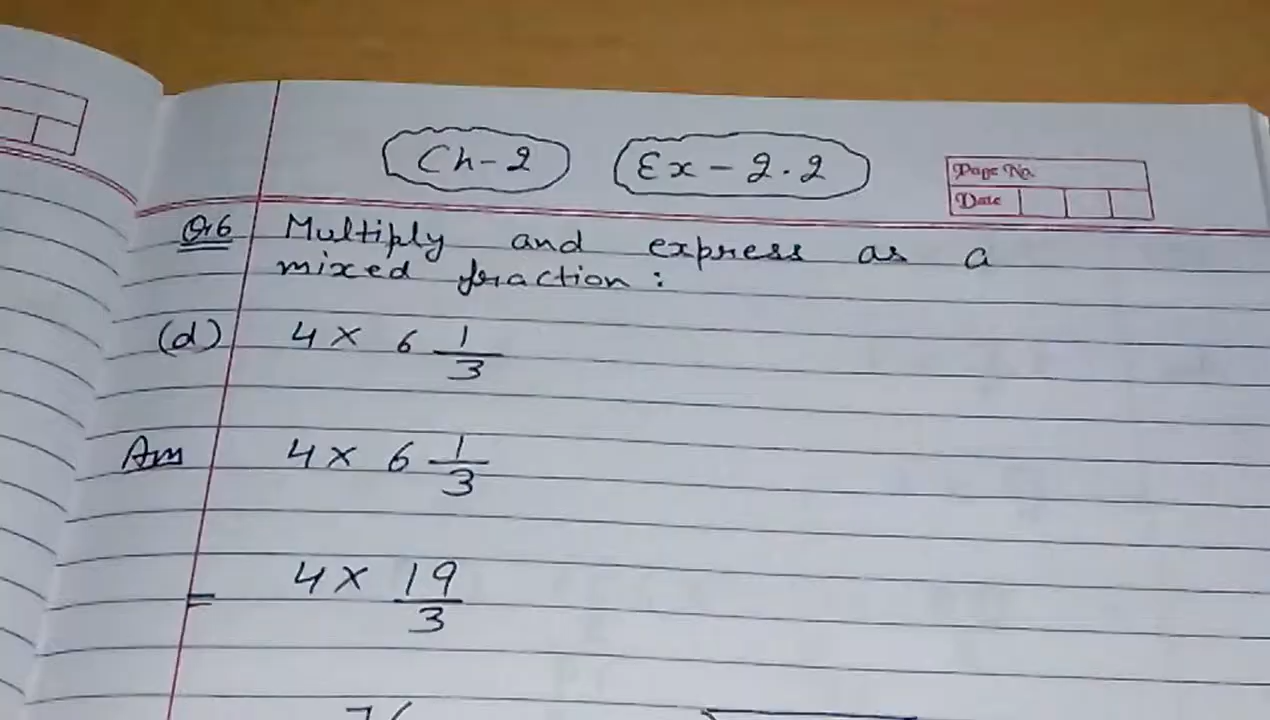 Ch-2 Ex-2.2
Page No.
Date
Q.6 Multiply and express as a
mixed fraction :
(d) 4 × 6 1/3
Ans 4 × 6 1/3
= 4 × 19/3